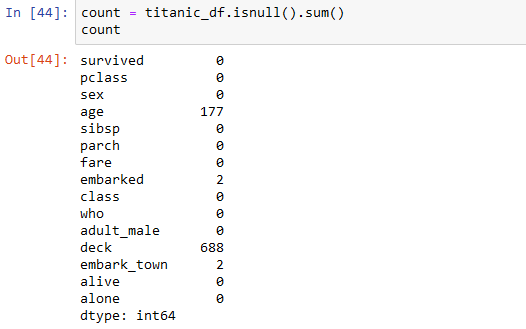 In [44]: count = titanic_df.isnull().sum()
count
Out[44]: survived 0
pclass 0
sex 0
age 177
sibsp 0
parch 0
fare 0
embarked 2
class 0
who 0
adult_male 0
deck 688
embark_town 2
alive 0
alone 0
dtype: int64